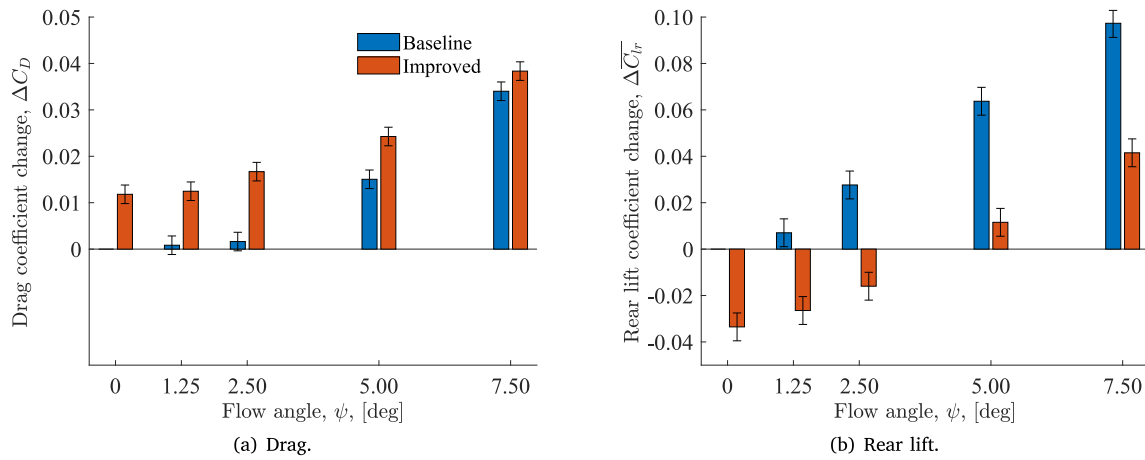 0.05
0.04
0.03
0.02
0.01
0
Drag coefficient change, ΔC_D
Baseline
Improved
0 1.25 2.50 5.00 7.50
Flow angle, ψ, [deg]
(a) Drag.
0.10
0.08
0.06
0.04
0.02
0
-0.02
-0.04
Rear lift coefficient change, \overline{ΔC_{lr}}
0 1.25 2.50 5.00 7.50
Flow angle, ψ, [deg]
(b) Rear lift.